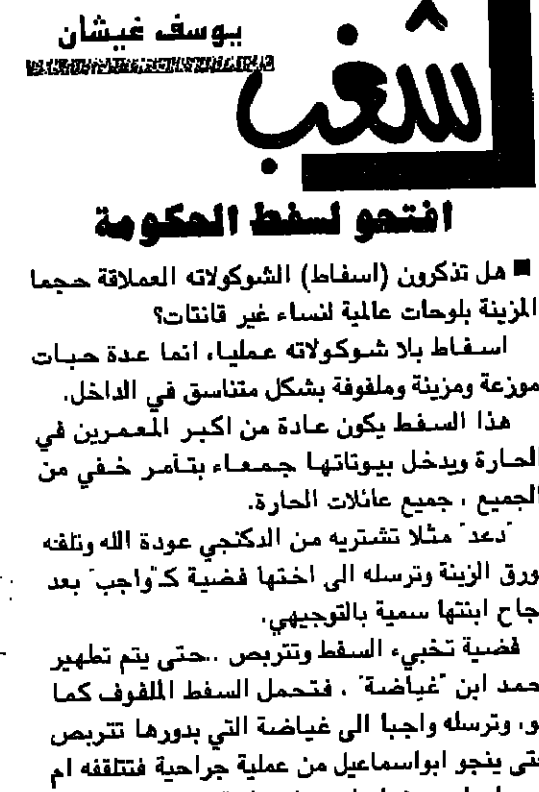 يوسف غيشان
شغب
افتحو لسفط الحكومة
■ هل تذكرون (اسفاط) الشوكولاته العملاقة حجما
المزينة بلوحات عالمية لنساء غير قانتات؟
اسفاط بلا شوكولاته عمليا، انما عدة حبات
موزعة ومزينة وملفوفة بشكل متناسق في الداخل.
هذا السفط يكون عادة من اكبر المعمرين في
الحارة ويدخل بيوتاتها جمعاء بتآمر خفي من
الجميع ، جميع عائلات الحارة.
"دعد" مثلا تشتريه من الدكنجي عودة الله وتلفه
ورق الزينة وترسله الى اختها فضية كـ"واجب" بعد
جاح ابنتها سمية بالتوجيهي.
فضية تخبيء السفط وتتربص ..حتى يتم تطهير
حمد ابن "غياضة" ، فتحمل السفط الملفوف كما
و، وترسله واجبا الى غياضة التي بدورها تتربص
تى ينجو ابواسماعيل من عملية جراحية فتتلقفه ام